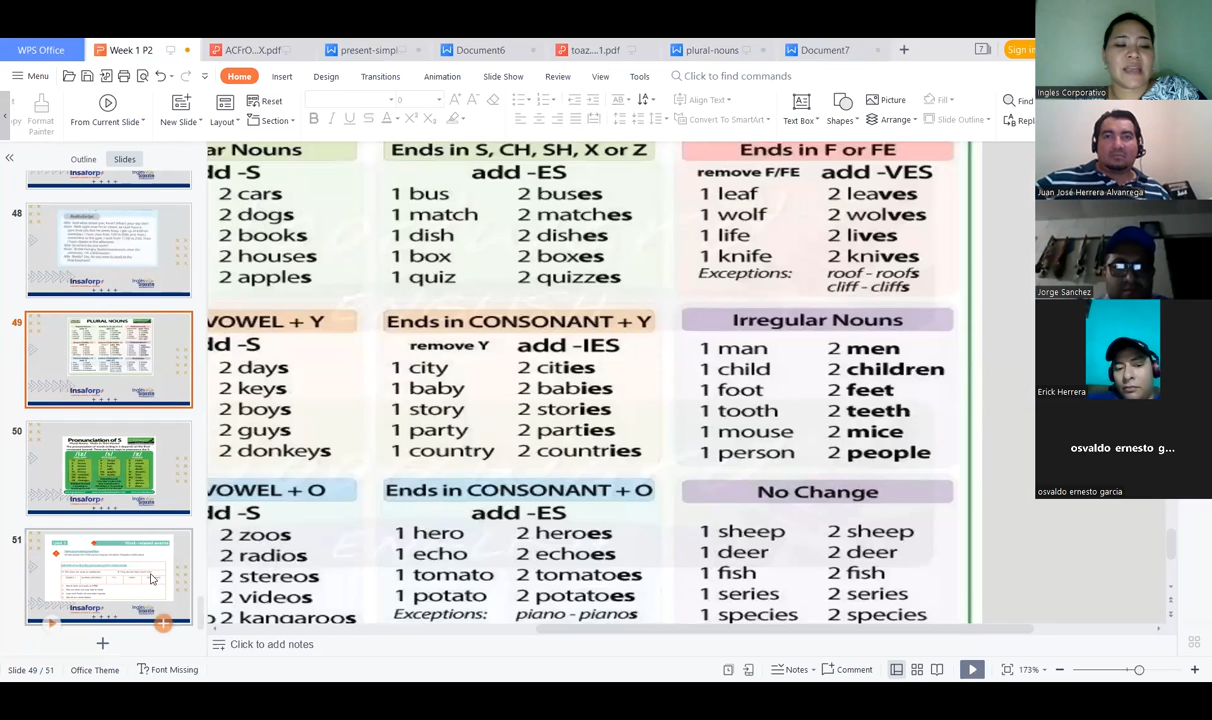 WPS Office
Week 1 P2
ACFrO...X.pdf
present-simpl
Document6
toaz....1.pdf
plural-nouns
Document7
7
Sign in
Menu
Home
Insert
Design
Transitions
Animation
Slide Show
Review
View
Tools
Click to find commands
Format
Painter
From Current Slide
New Slide
Layout
Reset
Section
0
Align Text
Convert To SmartArt
Text Box
Shapes
Picture
Arrange
Fill
Slide Outline
Find
Outline
Slides
48
49
50
51
PLURAL NOUNS
Pronunciation of S
Insaforp
ar Nouns
dd -S
2 cars
2 dogs
2 books
2 houses
2 apples
Ends in S, CH, SH, X or Z
add -ES
1 bus 2 buses
1 match 2 matches
1 dish 2 dishes
1 box 2 boxes
1 quiz 2 quizzes
Ends in F or FE
remove F/FE add -VES
1 leaf 2 leaves
1 wolf 2 wolves
1 life 2 lives
1 knife 2 knives
Exceptions: roof - roofs
cliff - cliffs
VOWEL + Y
dd -S
2 days
2 keys
2 boys
2 guys
2 donkeys
Ends in CONSONANT + Y
remove Y add -IES
1 city 2 cities
1 baby 2 babies
1 story 2 stories
1 party 2 parties
1 country 2 countries
Irregular Nouns
1 man 2 men
1 child 2 children
1 foot 2 feet
1 tooth 2 teeth
1 mouse 2 mice
1 person 2 people
VOWEL + O
dd -S
2 zoos
2 radios
2 stereos
2 videos
2 kangaroos
Ends in CONSONANT + O
add -ES
1 hero 2 heroes
1 echo 2 echoes
1 tomato 2 tomatoes
1 potato 2 potatoes
Exceptions: piano - pianos
No Change
1 sheep 2 sheep
1 deer 2 deer
1 fish 2 fish
1 series 2 series
1 species 2 species
Click to add notes
Slide 49 / 51
Office Theme
Font Missing
Notes
Comment
173%
Ingles Corporativo
Juan José Herrera Alvanrega
Jorge Sanchez
Erick Herrera
osvaldo ernesto g...
osvaldo ernesto garcia